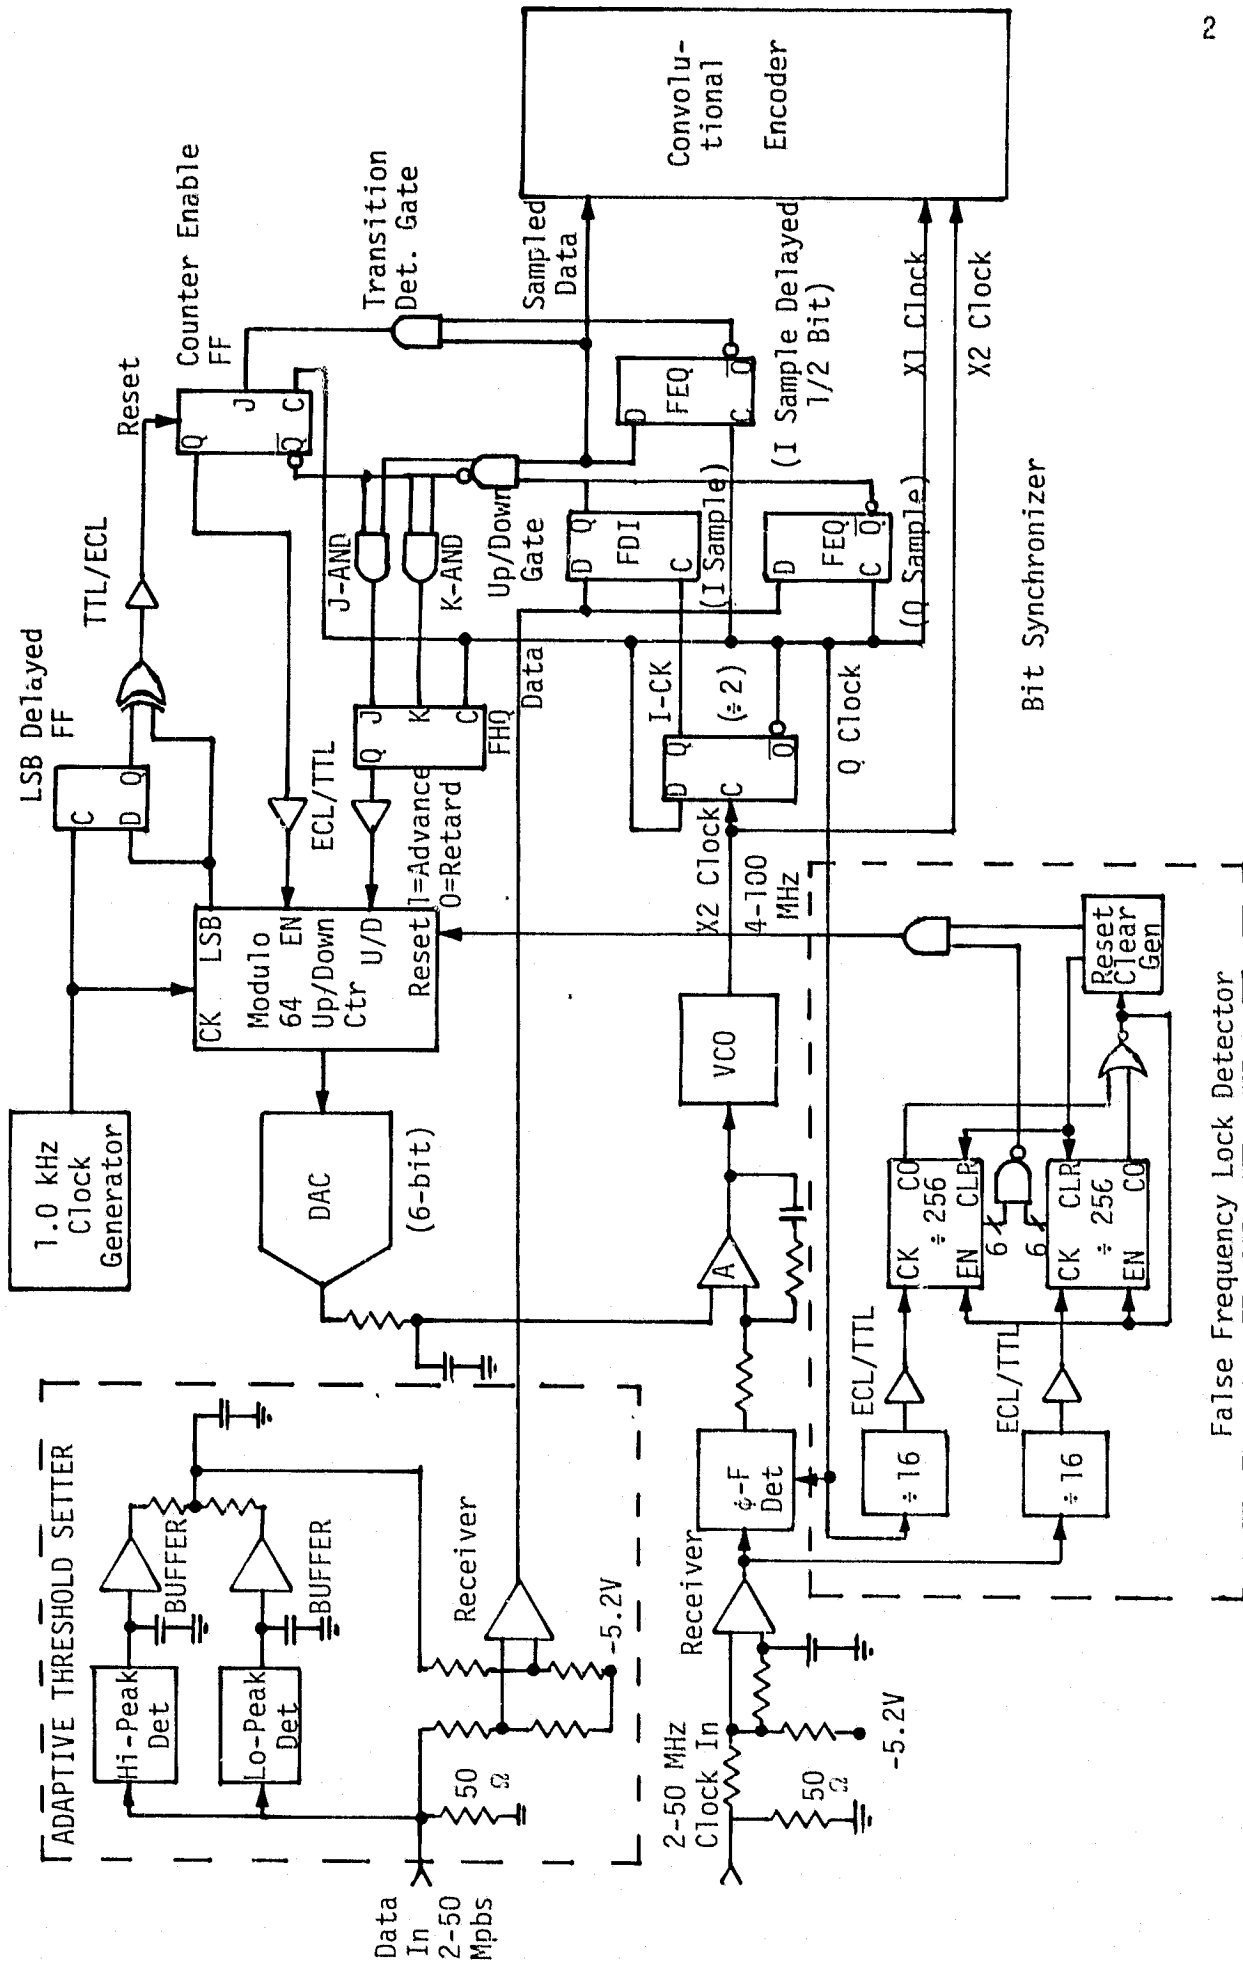 2
ADAPTIVE THRESHOLD SETTER
Hi-Peak
Det
BUFFER
Lo-Peak
Det
BUFFER
50
Ω
Data
In
2-50
Mpbs
Receiver
-5.2V
1.0 kHz
Clock
Generator
DAC
(6-bit)
CK
LSB
Modulo
64
Up/Down
Ctr
EN
U/D
Reset
LSB Delayed
FF
C
D
Q
TTL/ECL
Reset
Counter Enable
FF
Q
J
C
Q
ECL/TTL
1=Advance
0=Retard
Q
J
K
C
FHQ
J-AND
K-AND
Up/Down
Gate
Transition
Det. Gate
Data
D
Q
FDI
C
(I Sample)
D
FEQ
C
Q
(I Sample Delayed
1/2 Bit)
D
FEQ
C
Q
(Q Sample)
Sampled
Data
Convolu-
tional
Encoder
X1 Clock
X2 Clock
I-CK
(÷2)
D
Q
C
Q
Q Clock
X2 Clock
4-100
MHz
VCO
A
2-50 MHz
Clock In
50
Ω
-5.2V
Receiver
ϕ-F
Det
÷16
÷16
ECL/TTL
ECL/TTL
CK
CO
÷256
EN
CLR
6
6
CK
CLR
÷ 256
EN
CO
Reset
Clear
Gen
False Frequency Lock Detector
Bit Synchronizer